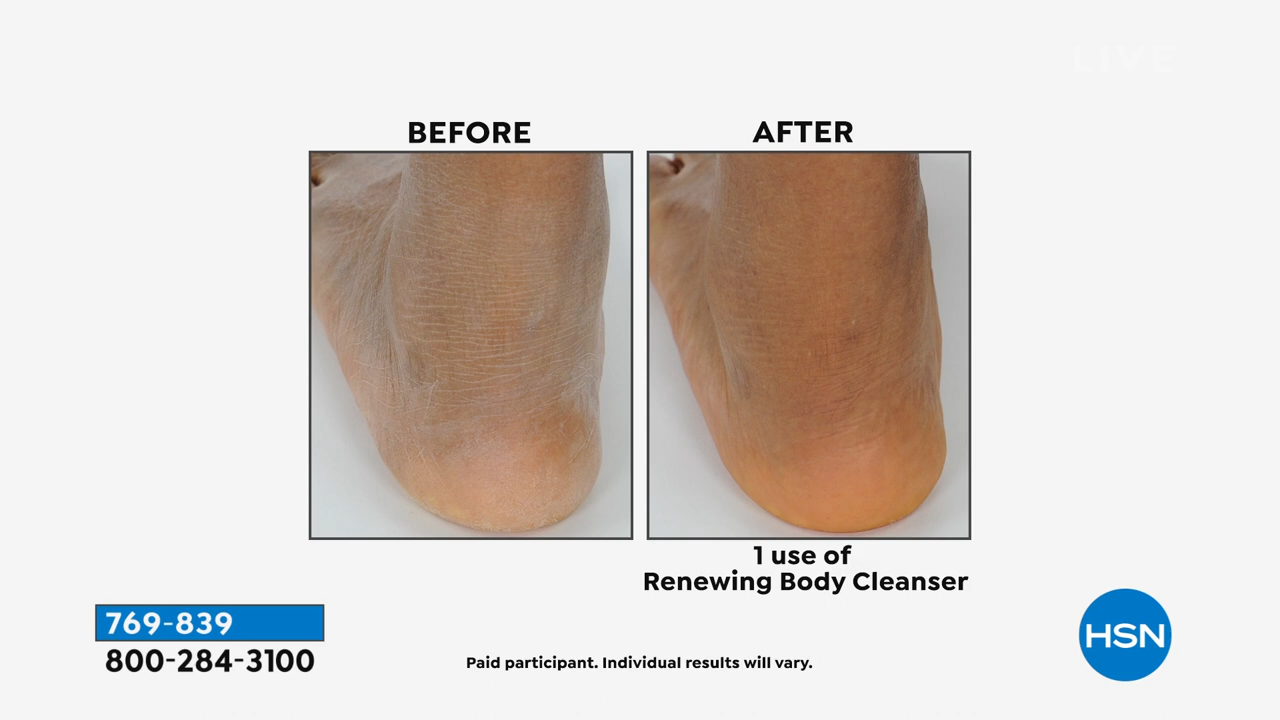 LIVE
BEFORE
AFTER
1 use of
Renewing Body Cleanser
769-839
800-284-3100
Paid participant. Individual results will vary.
HSN